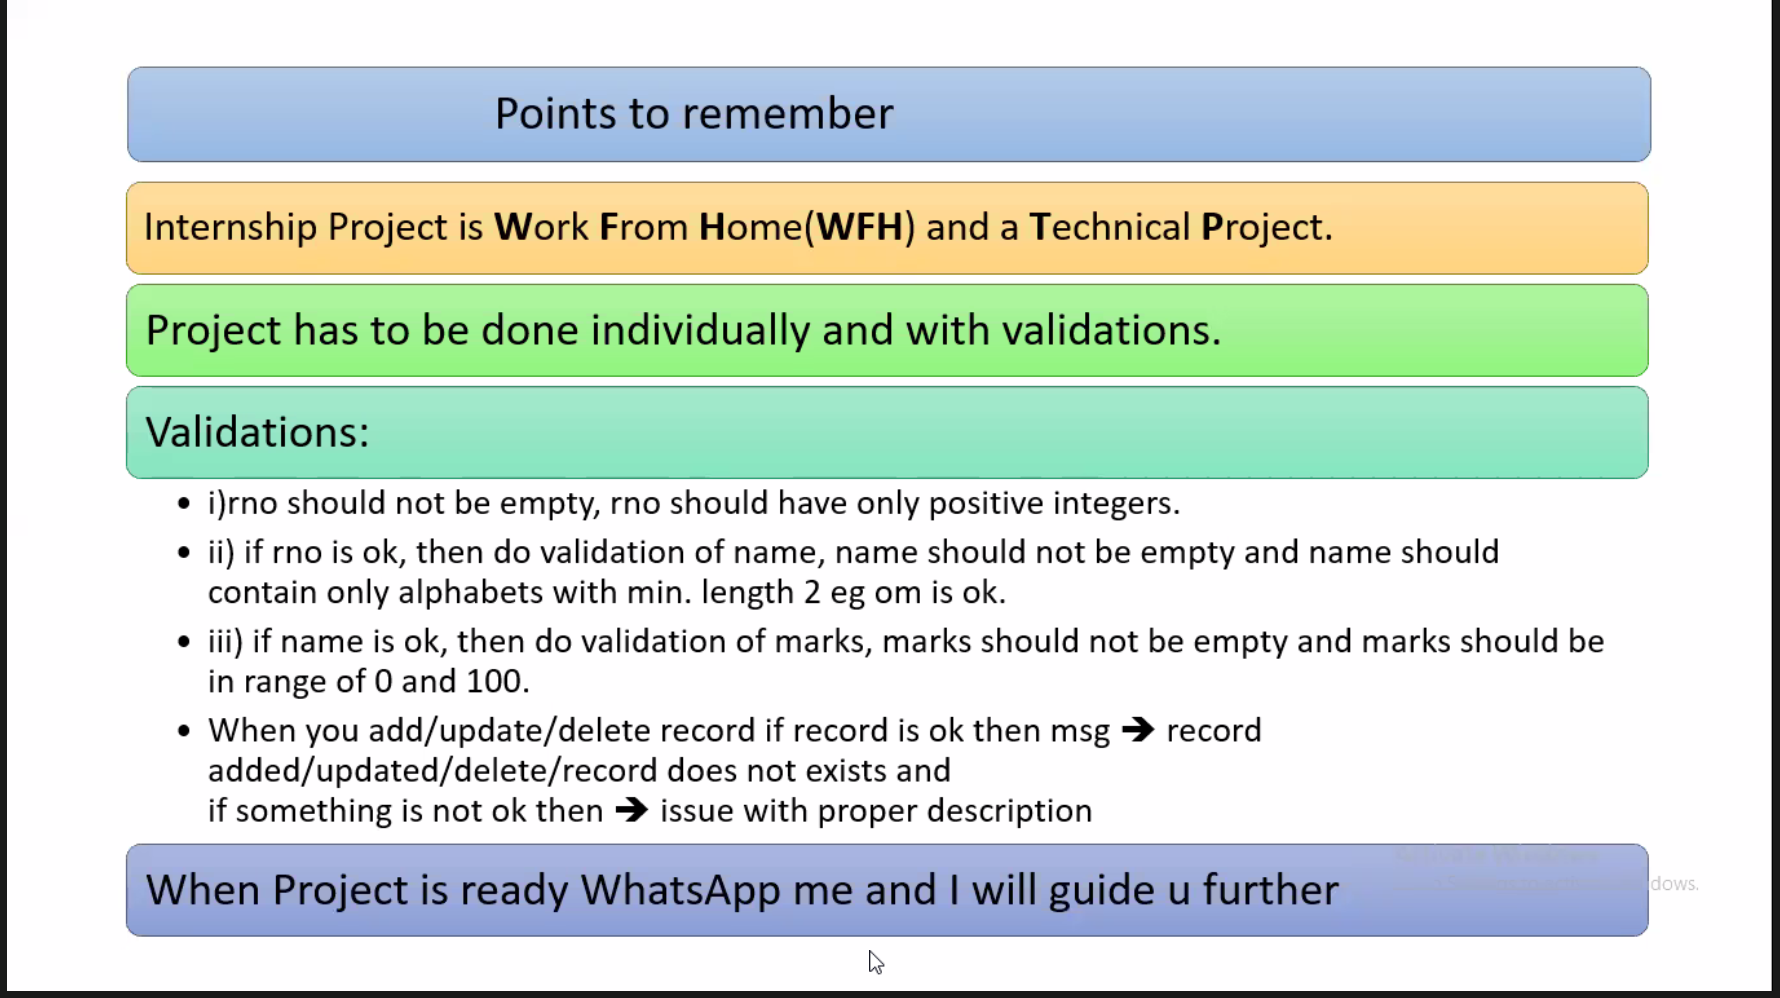 Points to remember
Internship Project is Work From Home(WFH) and a Technical Project.
Project has to be done individually and with validations.
Validations:
• i)rno should not be empty, rno should have only positive integers.
• ii) if rno is ok, then do validation of name, name should not be empty and name should
contain only alphabets with min. length 2 eg om is ok.
• iii) if name is ok, then do validation of marks, marks should not be empty and marks should be
in range of 0 and 100.
• When you add/update/delete record if record is ok then msg ➔ record
added/updated/delete/record does not exists and
if something is not ok then ➔ issue with proper description
When Project is ready WhatsApp me and I will guide u further